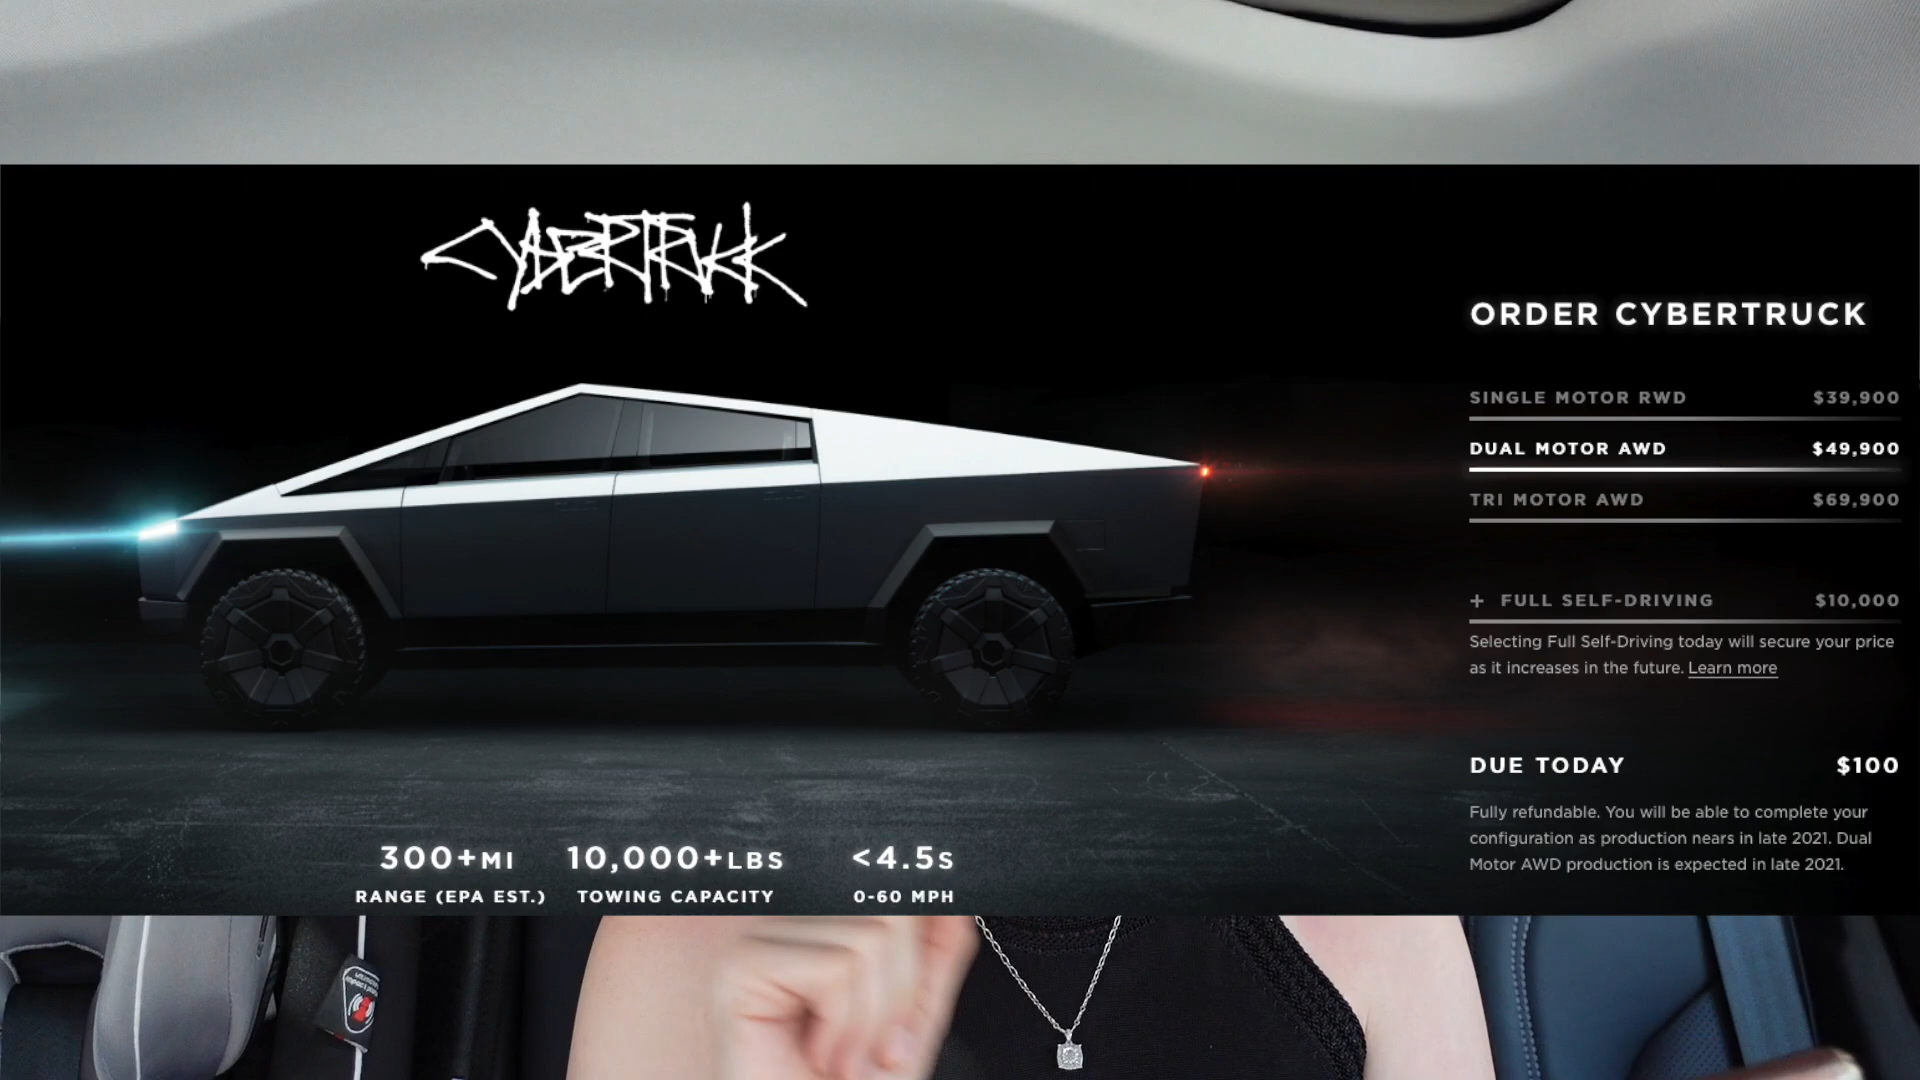 CYBERTRUCK
ORDER CYBERTRUCK
SINGLE MOTOR RWD $39,900
DUAL MOTOR AWD $49,900
TRI MOTOR AWD $69,900
+ FULL SELF-DRIVING $10,000
Selecting Full Self-Driving today will secure your price
as it increases in the future. Learn more
DUE TODAY $100
Fully refundable. You will be able to complete your
configuration as production nears in late 2021. Dual
Motor AWD production is expected in late 2021.
300+MI 10,000+LBS <4.5S
RANGE (EPA EST.) TOWING CAPACITY 0-60 MPH